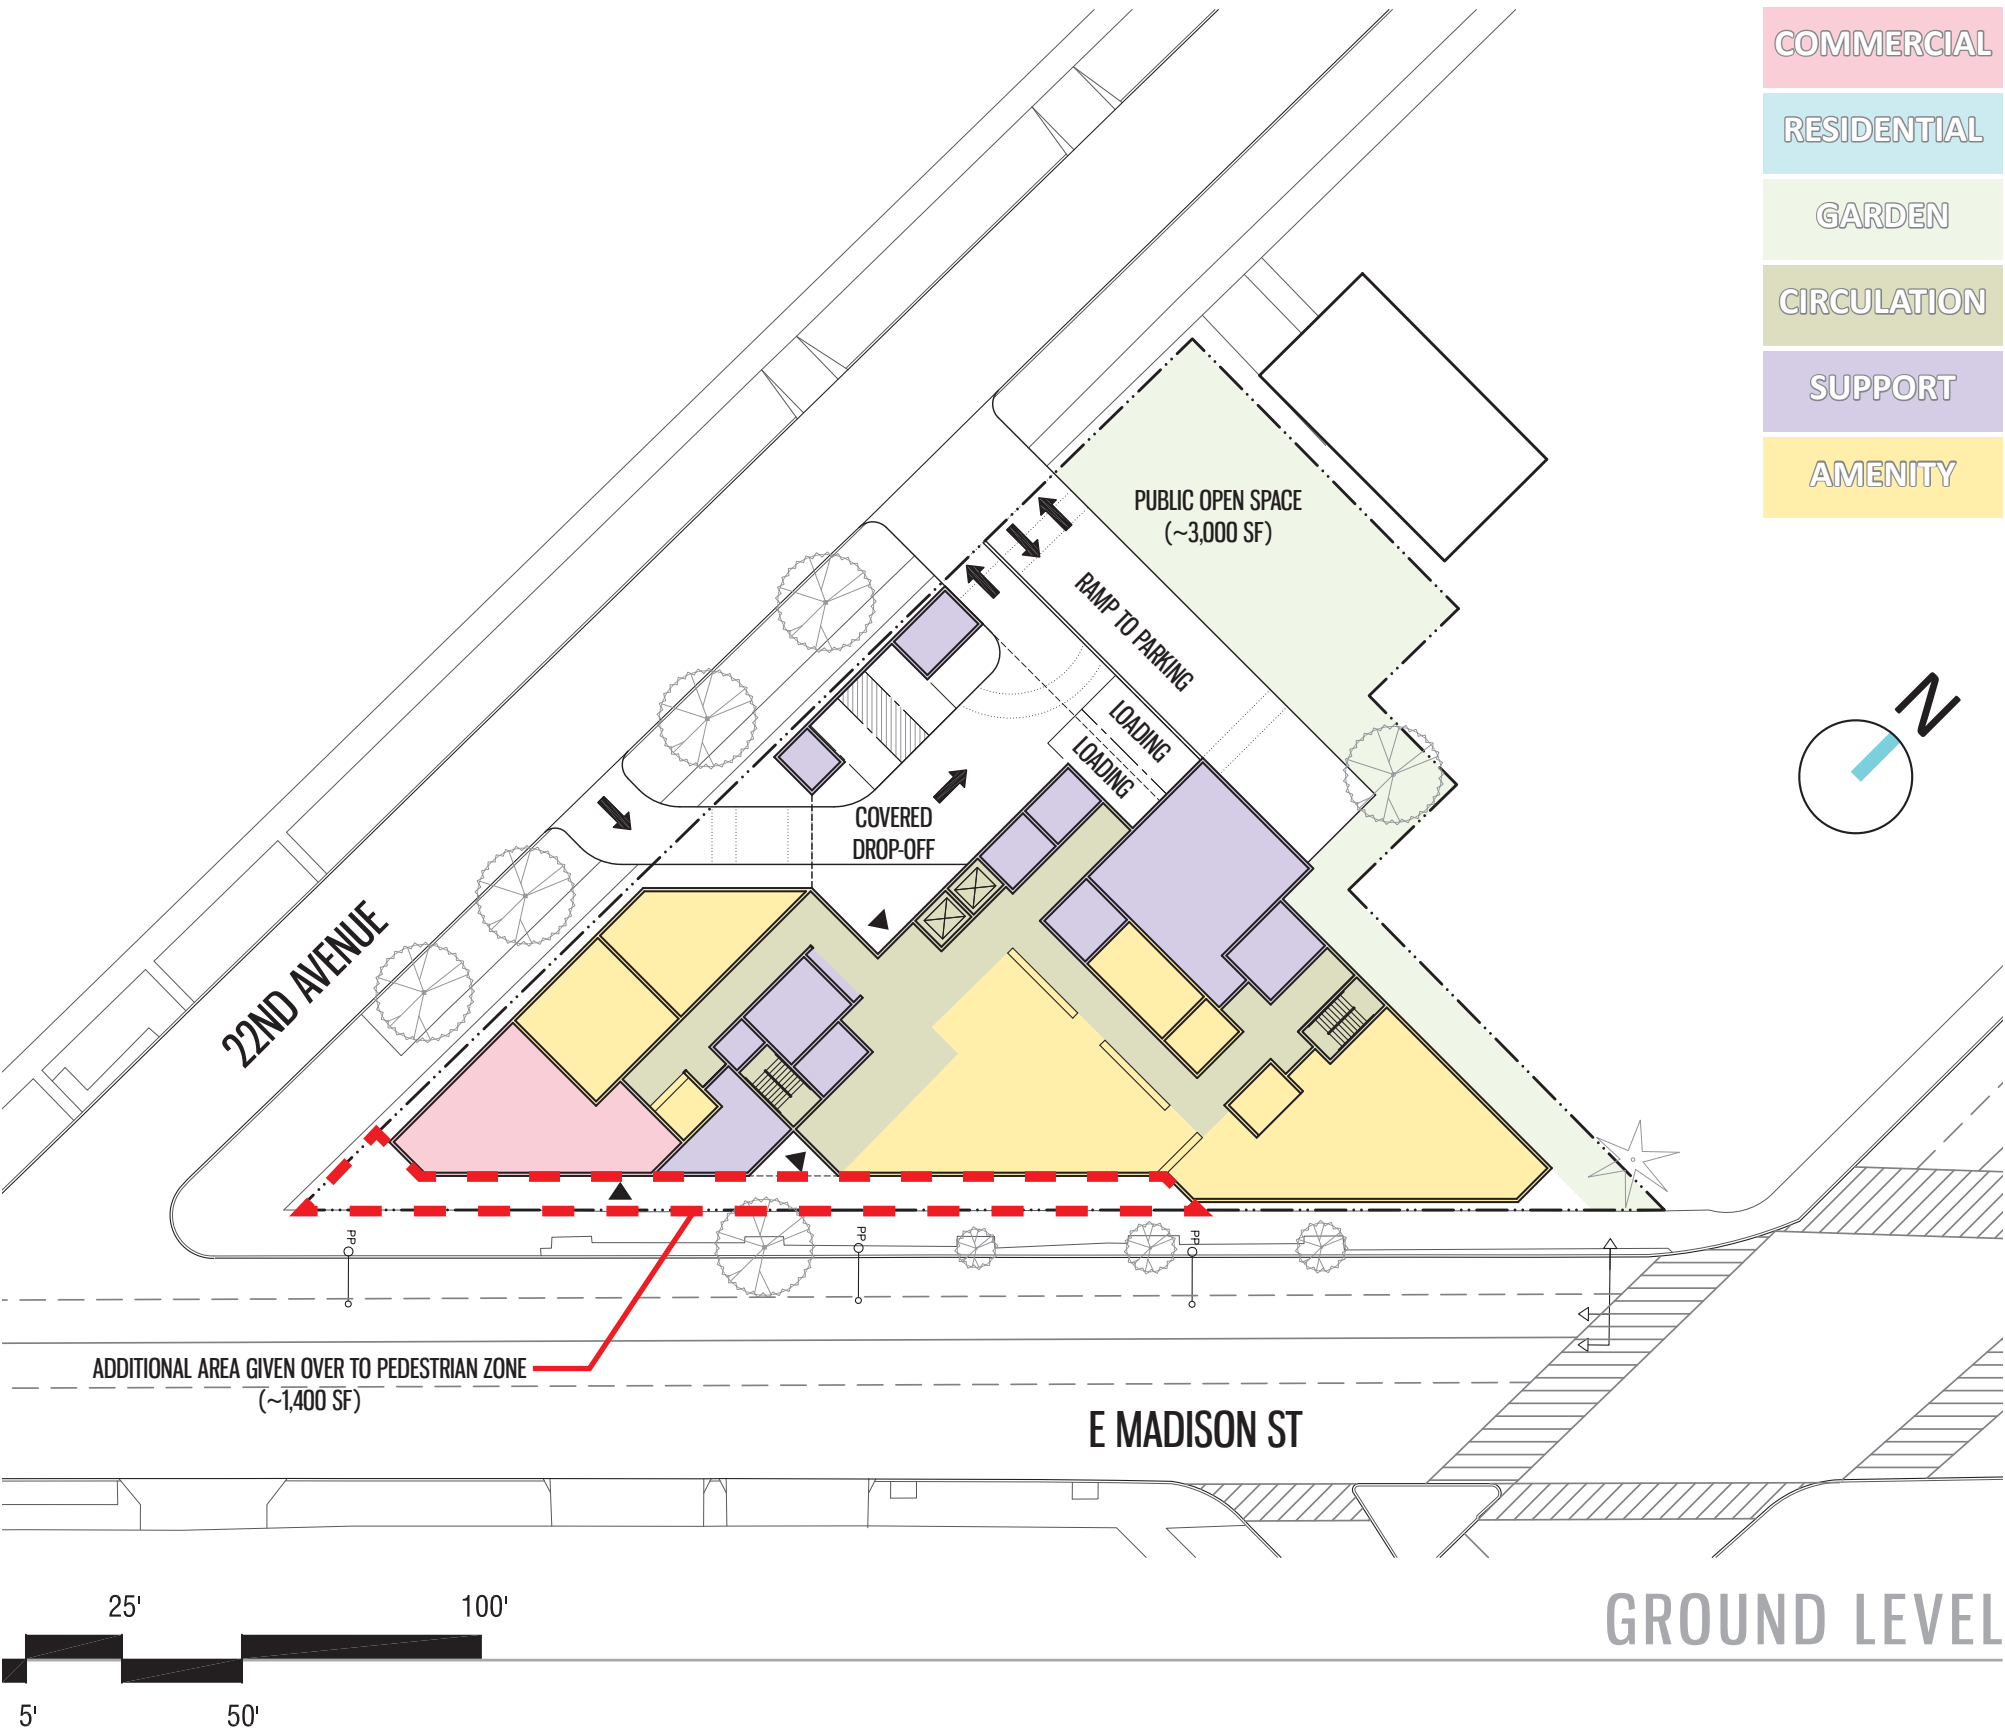 COMMERCIAL
RESIDENTIAL
GARDEN
CIRCULATION
SUPPORT
AMENITY
PUBLIC OPEN SPACE
(~3,000 SF)
RAMP TO PARKING
LOADING
LOADING
N
COVERED
DROP-OFF
22ND AVENUE
PP
PP
PP
ADDITIONAL AREA GIVEN OVER TO PEDESTRIAN ZONE
(~1,400 SF)
E MADISON ST
25'
100'
5'
50'
GROUND LEVEL